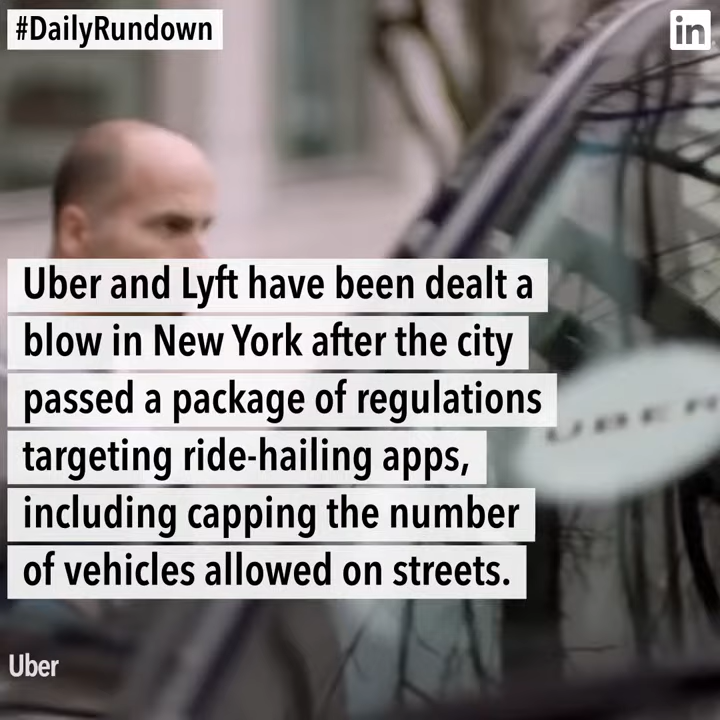 #DailyRundown
in
Uber and Lyft have been dealt a
blow in New York after the city
passed a package of regulations
targeting ride-hailing apps,
including capping the number
of vehicles allowed on streets.
UBER
Uber